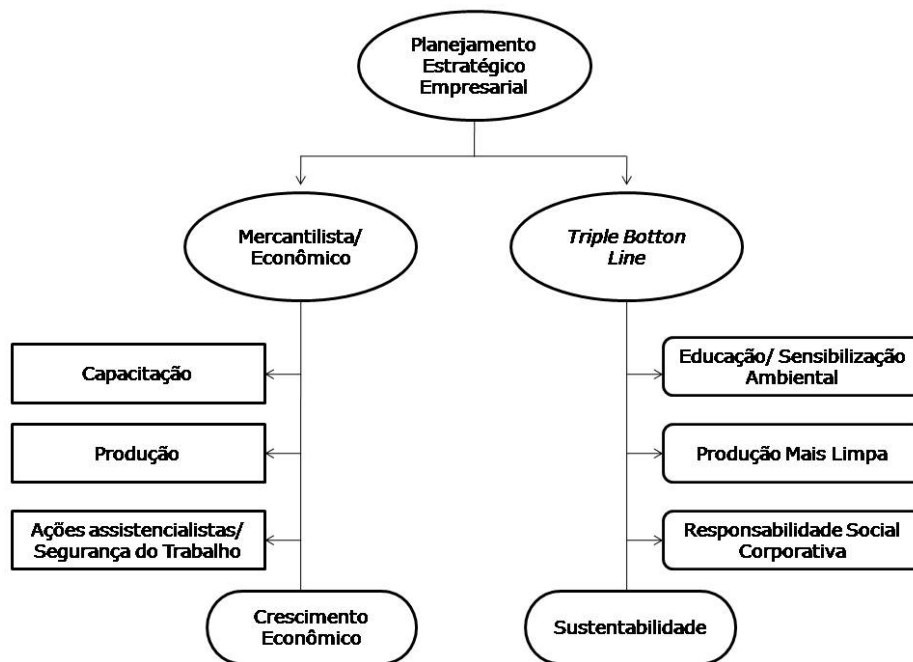 Planejamento
Estratégico
Empresarial
Mercantilista/
Econômico
Triple Botton
Line
Capacitação
Educação/ Sensibilização
Ambiental
Produção
Produção Mais Limpa
Ações assistencialistas/
Segurança do Trabalho
Responsabilidade Social
Corporativa
Crescimento
Econômico
Sustentabilidade